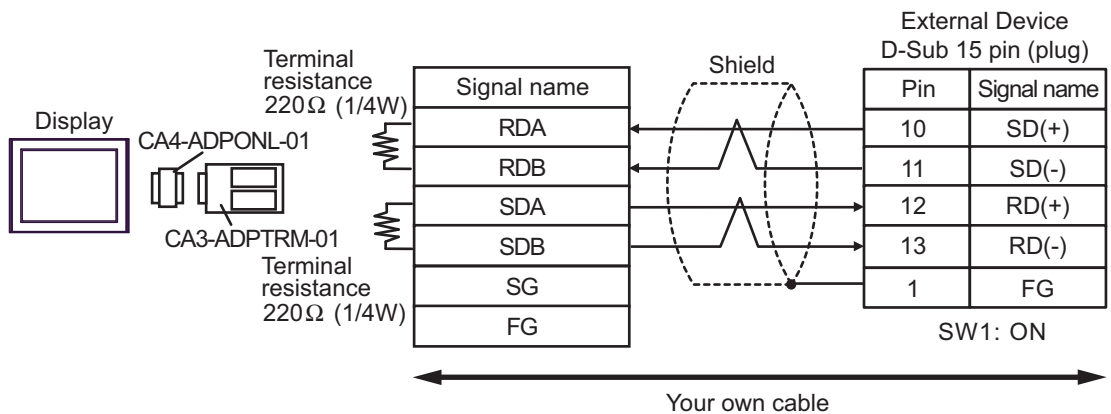 External Device
D-Sub 15 pin (plug)
Terminal
resistance
220Ω (1/4W)
Shield
Signal name
Pin
Signal name
Display
CA4-ADPONL-01
RDA
10
SD(+)
RDB
11
SD(-)
SDA
12
RD(+)
CA3-ADPTRM-01
SDB
13
RD(-)
Terminal
resistance
220Ω (1/4W)
SG
1
FG
FG
SW1: ON
Your own cable